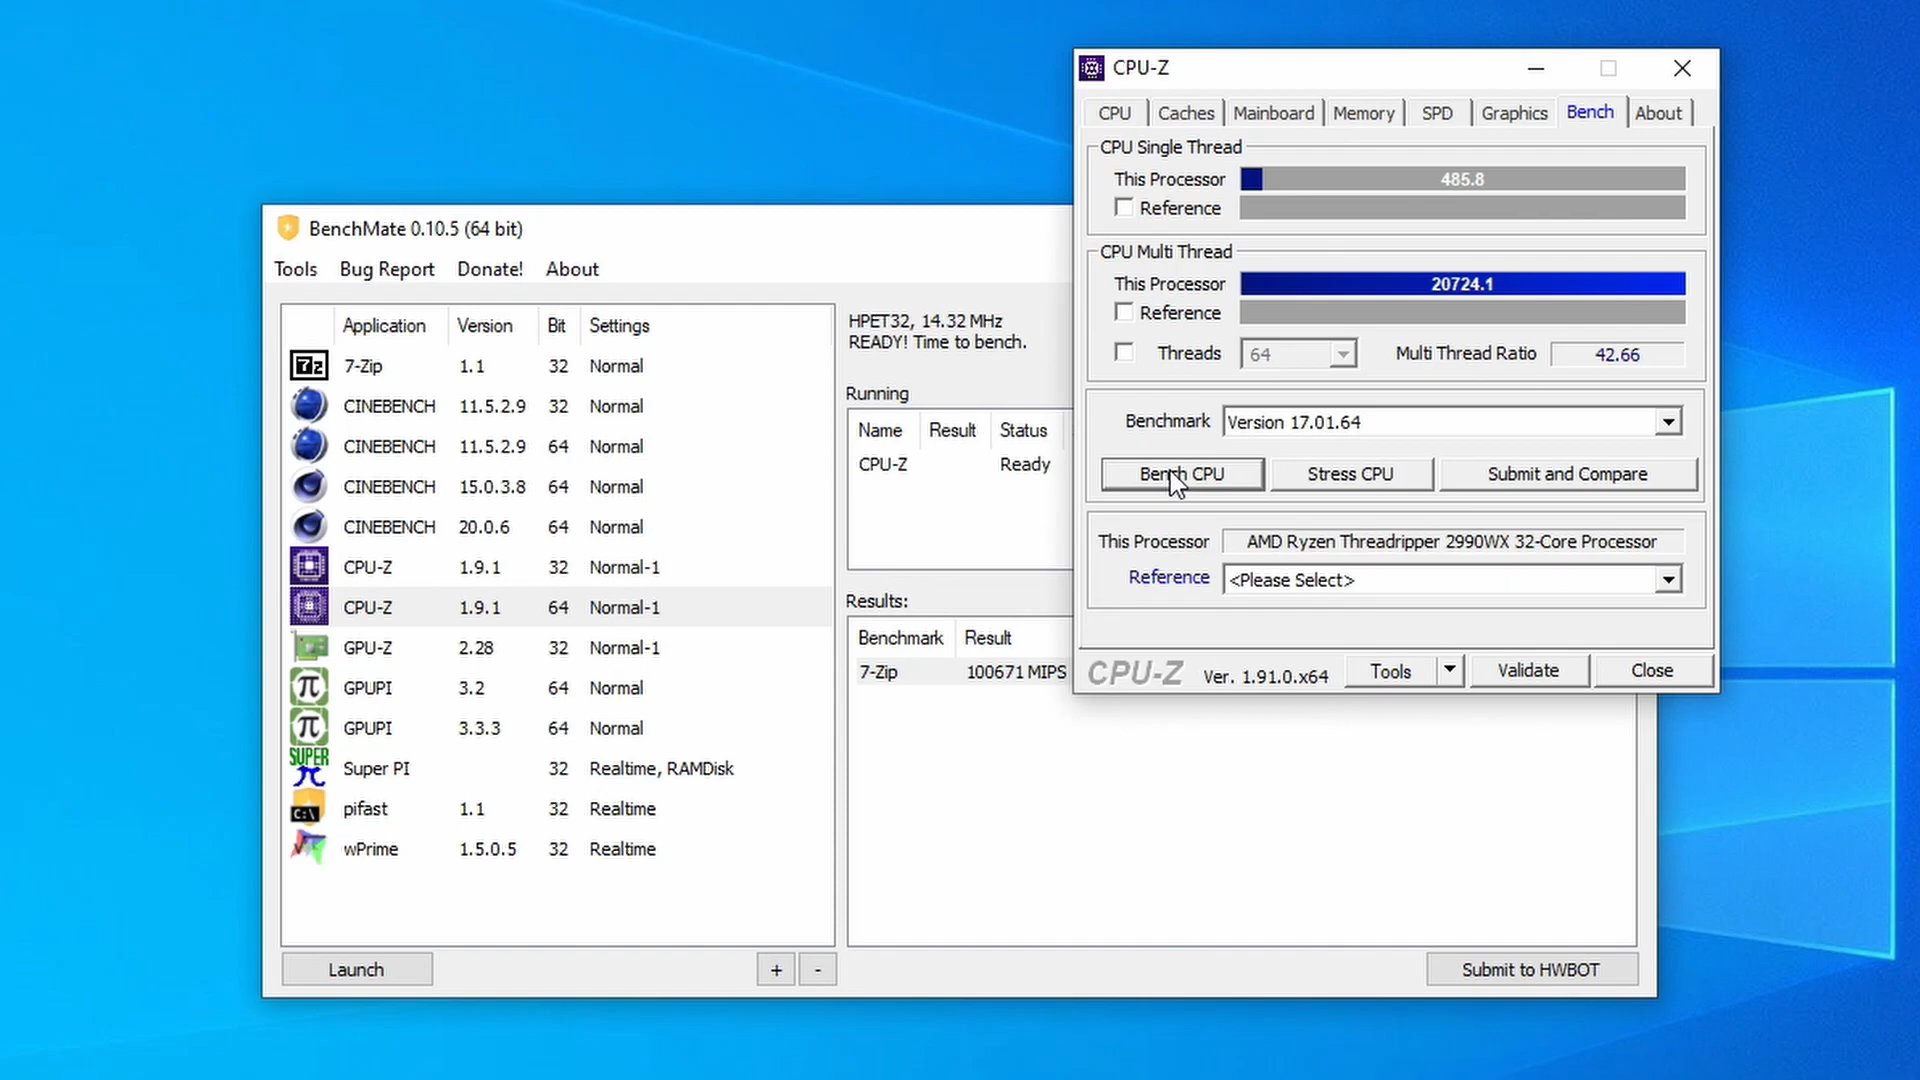 CPU-Z
CPU Caches Mainboard Memory SPD Graphics Bench About
CPU Single Thread
This Processor 485.8
Reference
CPU Multi Thread
This Processor 20724.1
Reference
Threads 64 Multi Thread Ratio 42.66
Benchmark Version 17.01.64
Bench CPU Stress CPU Submit and Compare
This Processor AMD Ryzen Threadripper 2990WX 32-Core Processor
Reference <Please Select>
CPU-Z Ver. 1.91.0.x64 Tools Validate Close
BenchMate 0.10.5 (64 bit)
Tools Bug Report Donate! About
Application Version Bit Settings
7z 7-Zip 1.1 32 Normal
CINEBENCH 11.5.2.9 32 Normal
CINEBENCH 11.5.2.9 64 Normal
CINEBENCH 15.0.3.8 64 Normal
CINEBENCH 20.0.6 64 Normal
CPU-Z 1.9.1 32 Normal-1
CPU-Z 1.9.1 64 Normal-1
GPU-Z 2.28 32 Normal-1
π GPUPI 3.2 64 Normal
π GPUPI 3.3.3 64 Normal
SUPER π Super PI 32 Realtime, RAMDisk
C:\ pifast 1.1 32 Realtime
wPrime 1.5.0.5 32 Realtime
Launch + -
HPET32, 14.32 MHz
READY! Time to bench.
Running
Name Result Status
CPU-Z Ready
Results:
Benchmark Result
7-Zip 100671 MIPS
Submit to HWBOT